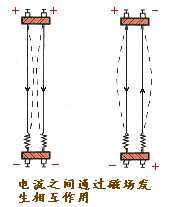 + + + −
− − − +
电流之间通过磁场发
生相互作用